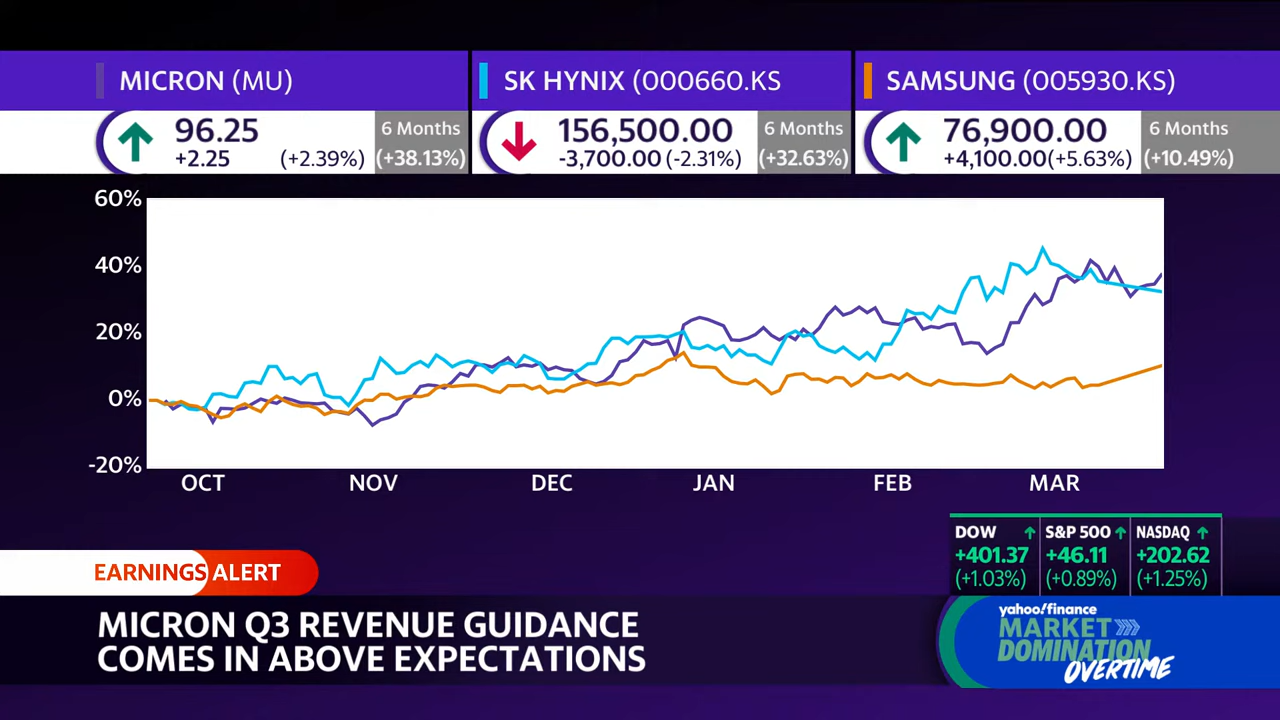 MICRON (MU)
96.25
+2.25 (+2.39%)
6 Months
(+38.13%)
SK HYNIX (000660.KS
156,500.00
-3,700.00 (-2.31%)
6 Months
(+32.63%)
SAMSUNG (005930.KS)
76,900.00
+4,100.00(+5.63%)
6 Months
(+10.49%)
60%
40%
20%
0%
-20%
OCT NOV DEC JAN FEB MAR
DOW
+401.37
(+1.03%)
S&P 500
+46.11
(+0.89%)
NASDAQ
+202.62
(+1.25%)
EARNINGS ALERT
MICRON Q3 REVENUE GUIDANCE
COMES IN ABOVE EXPECTATIONS
yahoo!finance
MARKET
DOMINATION
OVERTIME